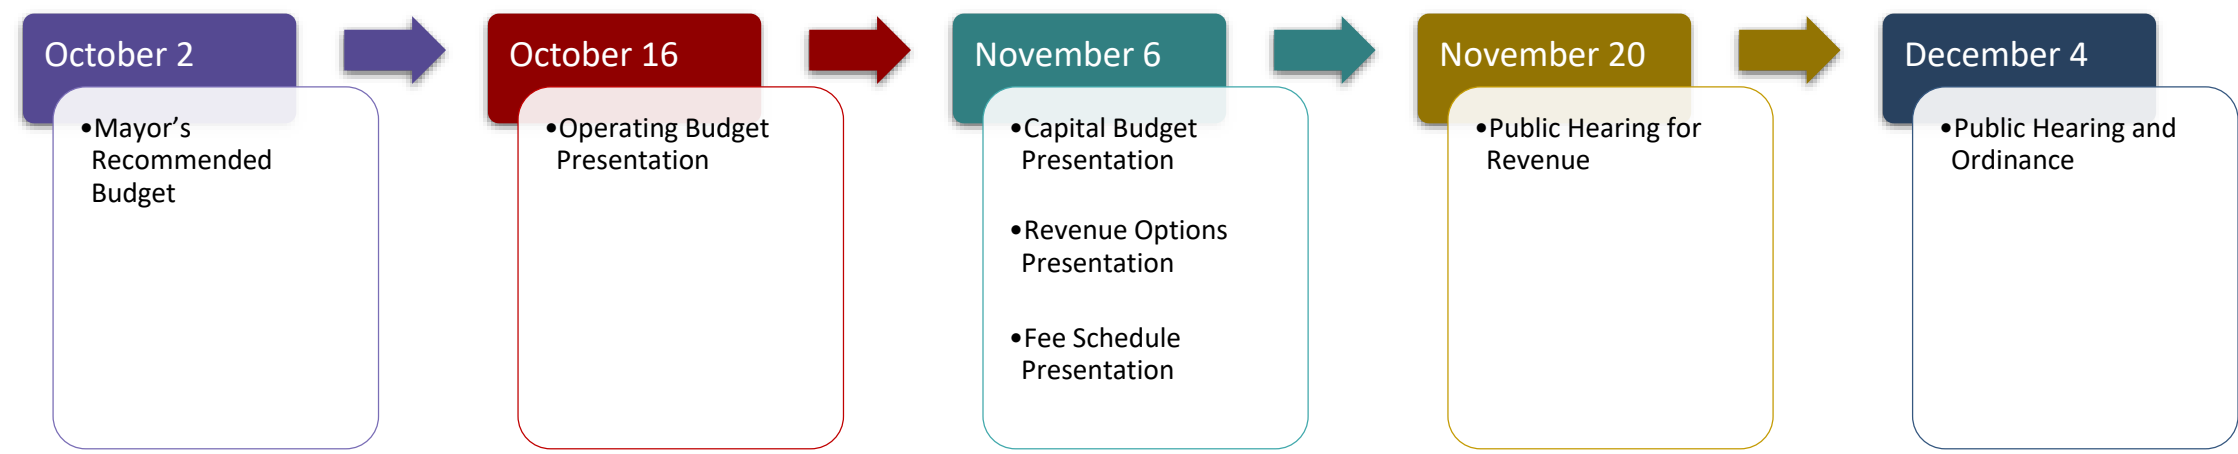 October 2
•Mayor’s
Recommended
Budget
October 16
•Operating Budget
Presentation
November 6
•Capital Budget
Presentation
•Revenue Options
Presentation
•Fee Schedule
Presentation
November 20
•Public Hearing for
Revenue
December 4
•Public Hearing and
Ordinance